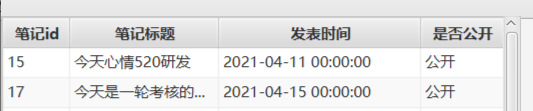 笔记id 笔记标题 发表时间 是否公开
15 今天心情520研发 2021-04-11 00:00:00 公开
17 今天是一轮考核的... 2021-04-15 00:00:00 公开